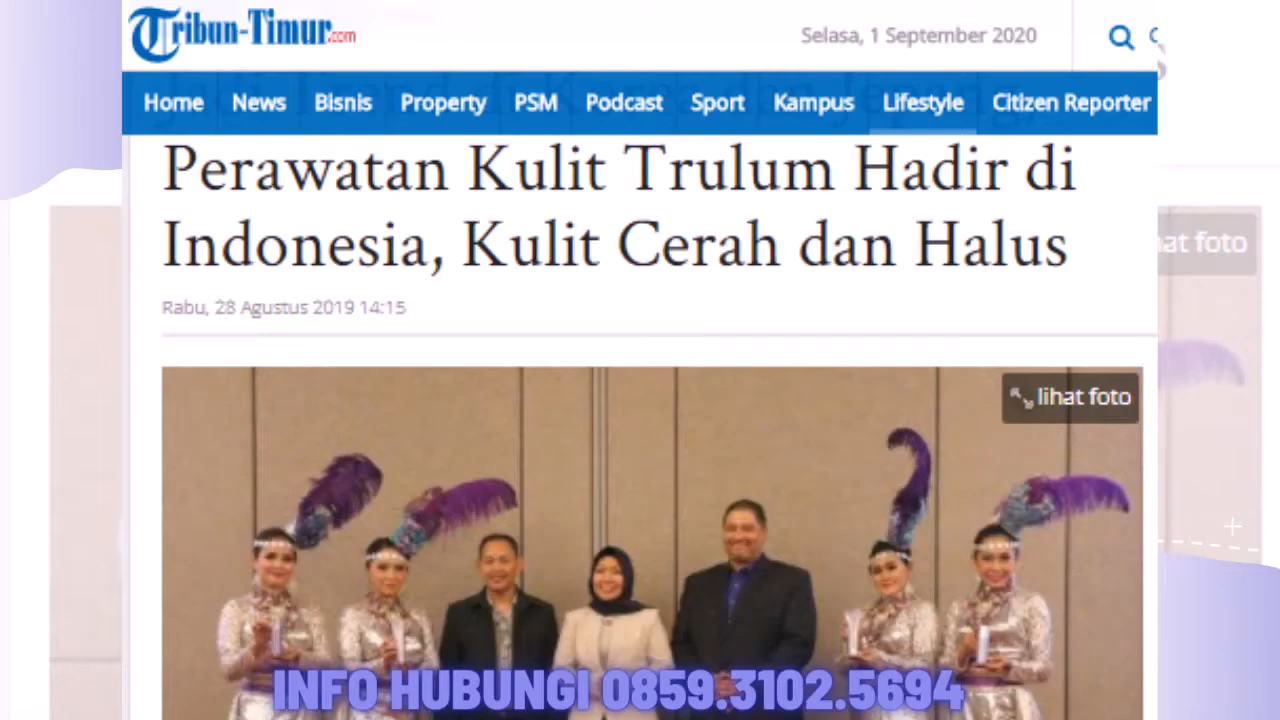 Tribun-Timur.com
Selasa, 1 September 2020
Home News Bisnis Property PSM Podcast Sport Kampus Lifestyle Citizen Reporter
Perawatan Kulit Trulum Hadir di
Indonesia, Kulit Cerah dan Halus
Rabu, 28 Agustus 2019 14:15
lihat foto
hat foto
INFO HUBUNGI 0859.3102.5694